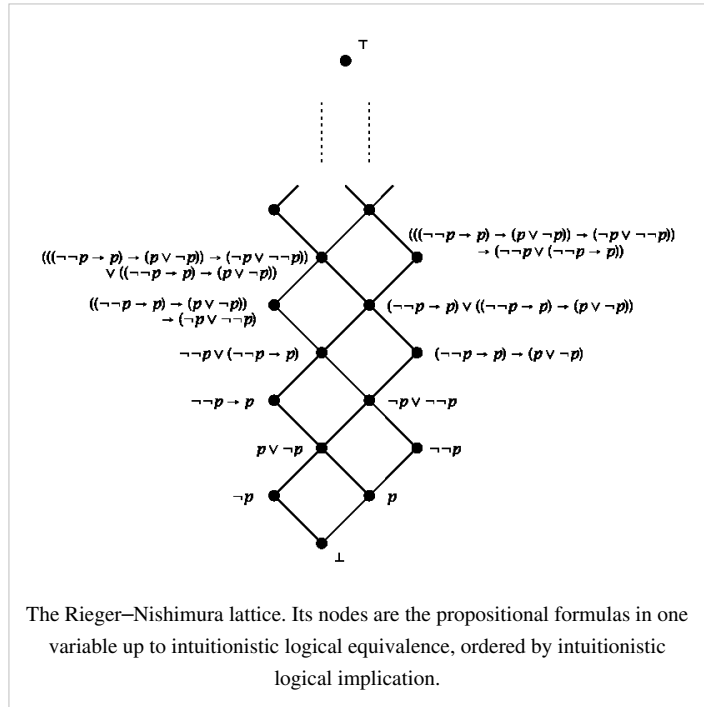 ⊤
(((¬¬p → p) → (p ∨ ¬p)) → (¬p ∨ ¬¬p))
→ (¬¬p ∨ (¬¬p → p))
(((¬¬p → p) → (p ∨ ¬p)) → (¬p ∨ ¬¬p))
∨ ((¬¬p → p) → (p ∨ ¬p))
((¬¬p → p) → (p ∨ ¬p))
→ (¬p ∨ ¬¬p)
(¬¬p → p) ∨ ((¬¬p → p) → (p ∨ ¬p))
¬¬p ∨ (¬¬p → p)
(¬¬p → p) → (p ∨ ¬p)
¬¬p → p
¬p ∨ ¬¬p
p ∨ ¬p
¬¬p
¬p
p
⊥
The Rieger–Nishimura lattice. Its nodes are the propositional formulas in one
variable up to intuitionistic logical equivalence, ordered by intuitionistic
logical implication.